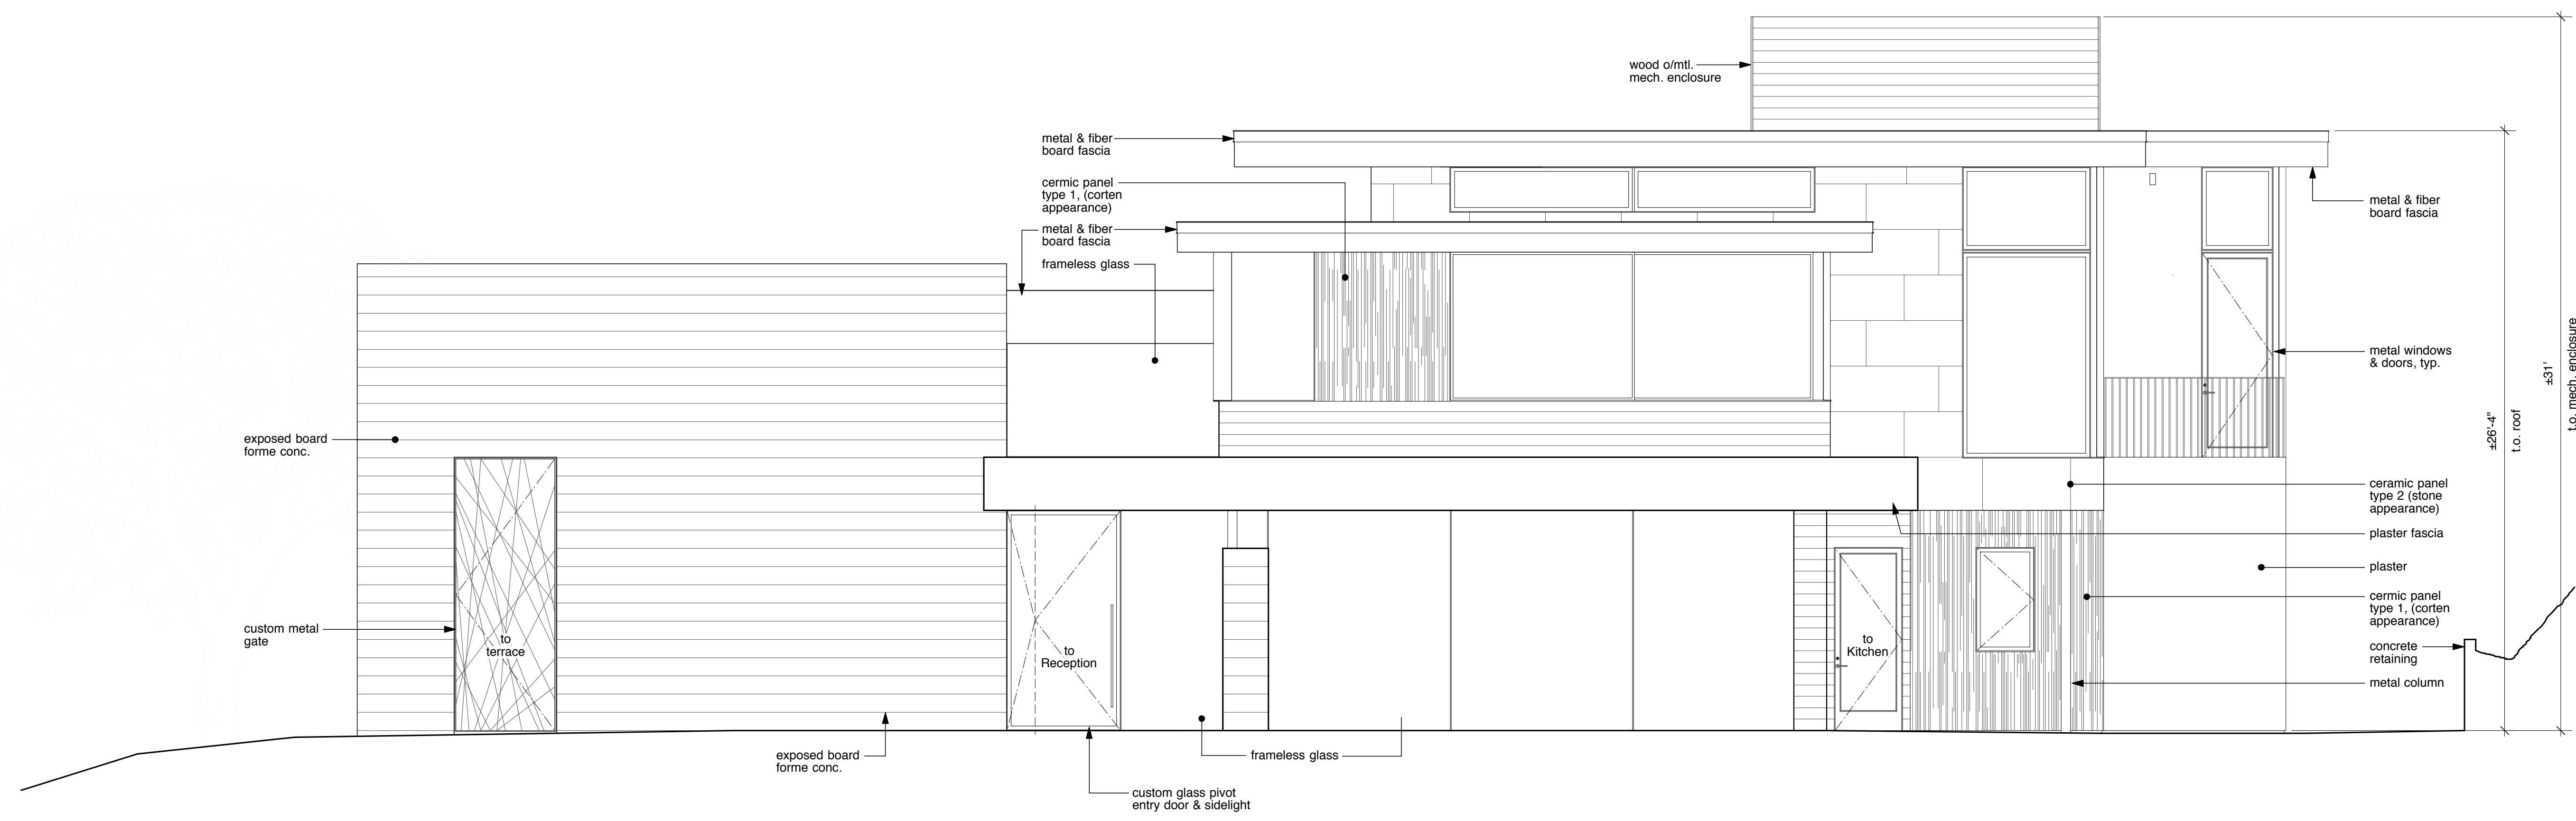 wood o/mtl.
mech. enclosure
metal & fiber
board fascia
cermic panel
type 1, (corten
appearance)
metal & fiber
board fascia
frameless glass
exposed board
forme conc.
custom metal
gate
to
terrace
exposed board
forme conc.
to
Reception
custom glass pivot
entry door & sidelight
frameless glass
to
Kitchen
metal & fiber
board fascia
metal windows
& doors, typ.
ceramic panel
type 2 (stone
appearance)
plaster fascia
plaster
cermic panel
type 1, (corten
appearance)
concrete
retaining
metal column
±26'-4"
t.o. roof
±31'
t.o. mech. enclosure